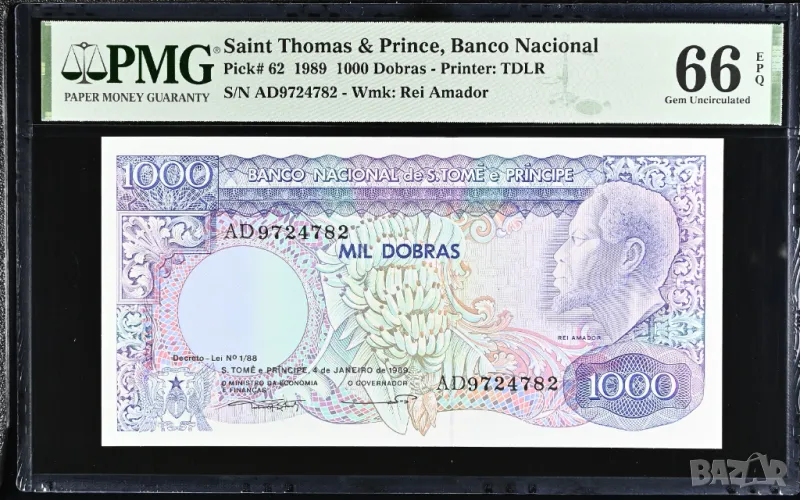 PMG®
PAPER MONEY GUARANTY
Saint Thomas & Prince, Banco Nacional
Pick# 62 1989 1000 Dobras - Printer: TDLR
S/N AD9724782 - Wmk: Rei Amador
66 EPQ
Gem Uncirculated
1000 BANCO NACIONAL de S.TOMÉ e PRÍNCIPE
AD9724782
MIL DOBRAS
REI AMADOR
Decreto - Lei Nº 1/88
S. TOMÉ e PRÍNCIPE, 4 de JANEIRO de 1989.
O MINISTRO DA ECONOMIA E FINANÇAS
O GOVERNADOR
AD9724782
1000
BAZAR